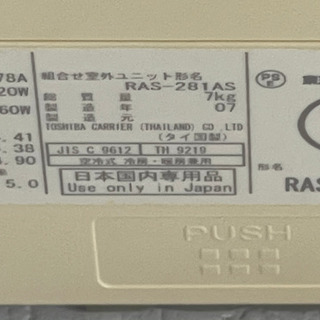 78A
20W
60W
. 41
. 38
. 90
5.0
組合せ室外ユニット形名
RAS-281AS
総質量 7kg
製造年 07
製造元
TOSHIBA CARRIER (THAILAND) CO.,LTD
(タイ国製)
JIS C 9612 TH 9219
空冷式 冷房・暖房兼用
日本国内専用品
Use only in Japan
PS
E
東
形名
RAS
PUSH